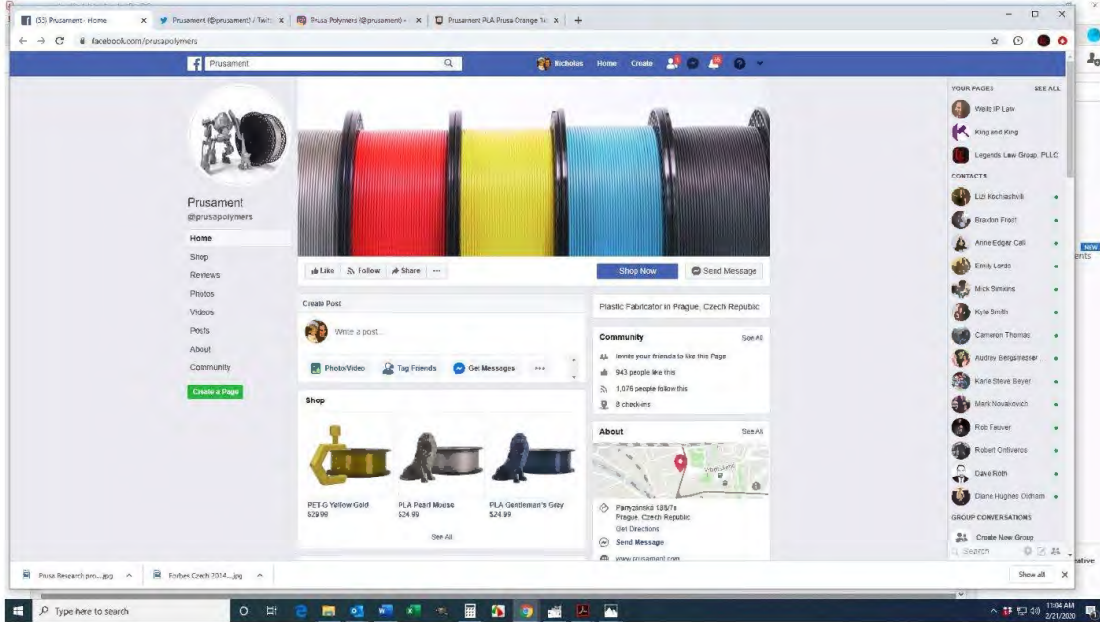 (53) Prusament - Home
Prusament (@prusament) / Twitt
Prusa Polymers (@prusament) •
Prusament PLA Prusa Orange 1k
facebook.com/prusapolymers
Prusament
Nicholas Home Create
Prusament
@prusapolymers
Home
Shop
Reviews
Photos
Videos
Posts
About
Community
Create a Page
Like Follow Share
Shop Now
Send Message
Create Post
Write a post...
Photo/Video Tag Friends Get Messages
Shop
PET-G Yellow Gold
$29.99
PLA Pearl Mouse
$24.99
PLA Gentleman's Grey
$24.99
See All
Plastic Fabricator in Prague, Czech Republic
Community See All
Invite your friends to like this Page
943 people like this
1,076 people follow this
8 check-ins
About See All
Prague, Czech Republic
Get Directions
Send Message
www.prusament.com
YOUR PAGES SEE ALL
Weitz IP Law
King and King
Legends Law Group, PLLC
CONTACTS
Lizi Kochiashvili
Braxton Frost
Anne Edgar Call
Emily Lords
Mick Simkins
Kyle Smith
Cameron Thomas
Audrey Bergstresser
Karie Steve Beyer
Mark Novakovich
Rob Feuver
Robert Ontiveros
Dave Roth
Diane Hughes Oldham
GROUP CONVERSATIONS
Create New Group
Search
NEW
ents
eative
Prusa Research pro....jpg
Forbes Czech 2014....jpg
Show all
Type here to search
11:04 AM
2/21/2020